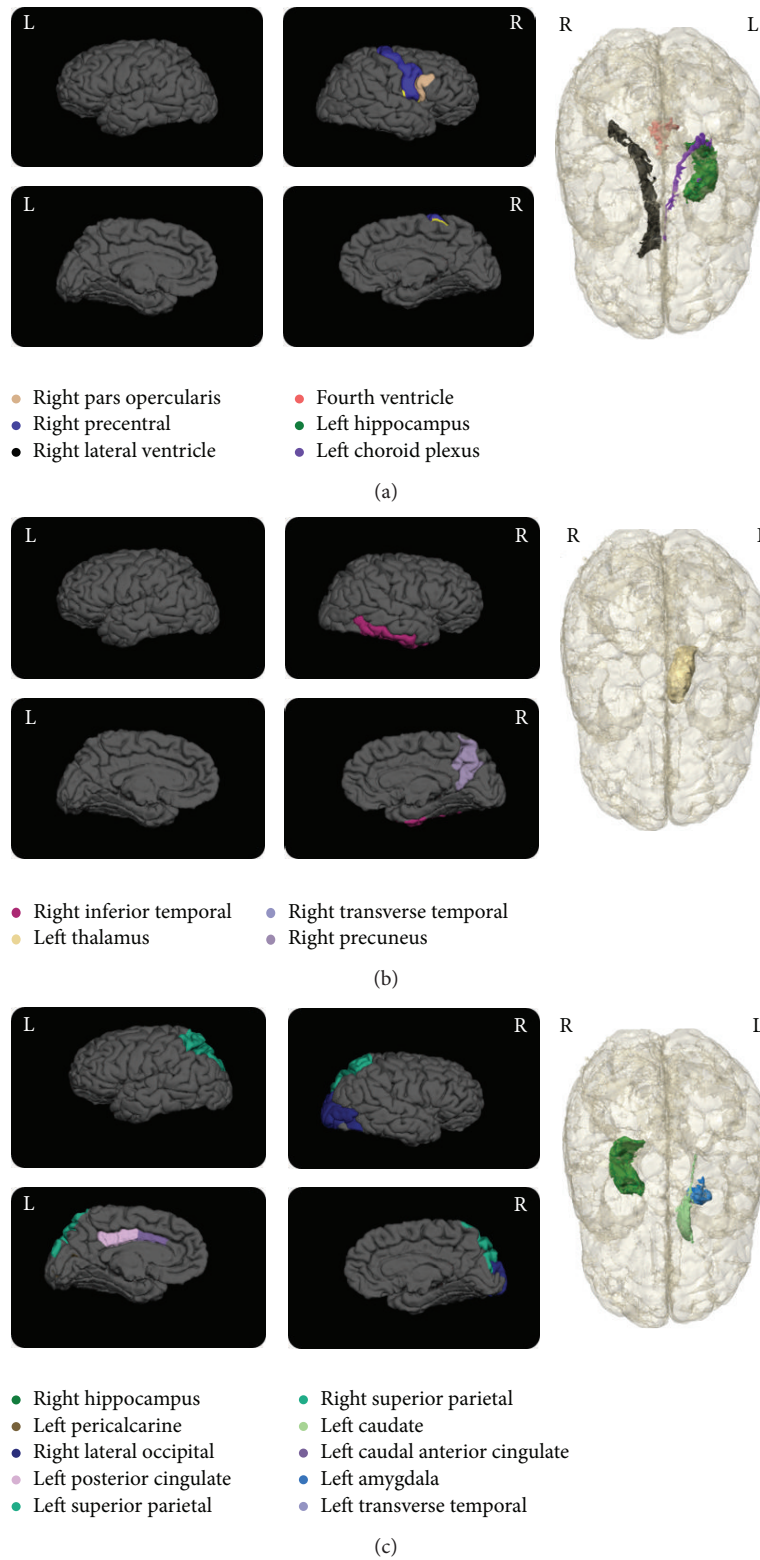 L
R
R
L
L
R
Right pars opercularis
Right precentral
Right lateral ventricle
Fourth ventricle
Left hippocampus
Left choroid plexus
(a)
L
R
R
L
R
Right inferior temporal
Left thalamus
Right transverse temporal
Right precuneus
(b)
L
R
R
L
L
R
Right hippocampus
Left pericalcarine
Right lateral occipital
Left posterior cingulate
Left superior parietal
Right superior parietal
Left caudate
Left caudal anterior cingulate
Left amygdala
Left transverse temporal
(c)